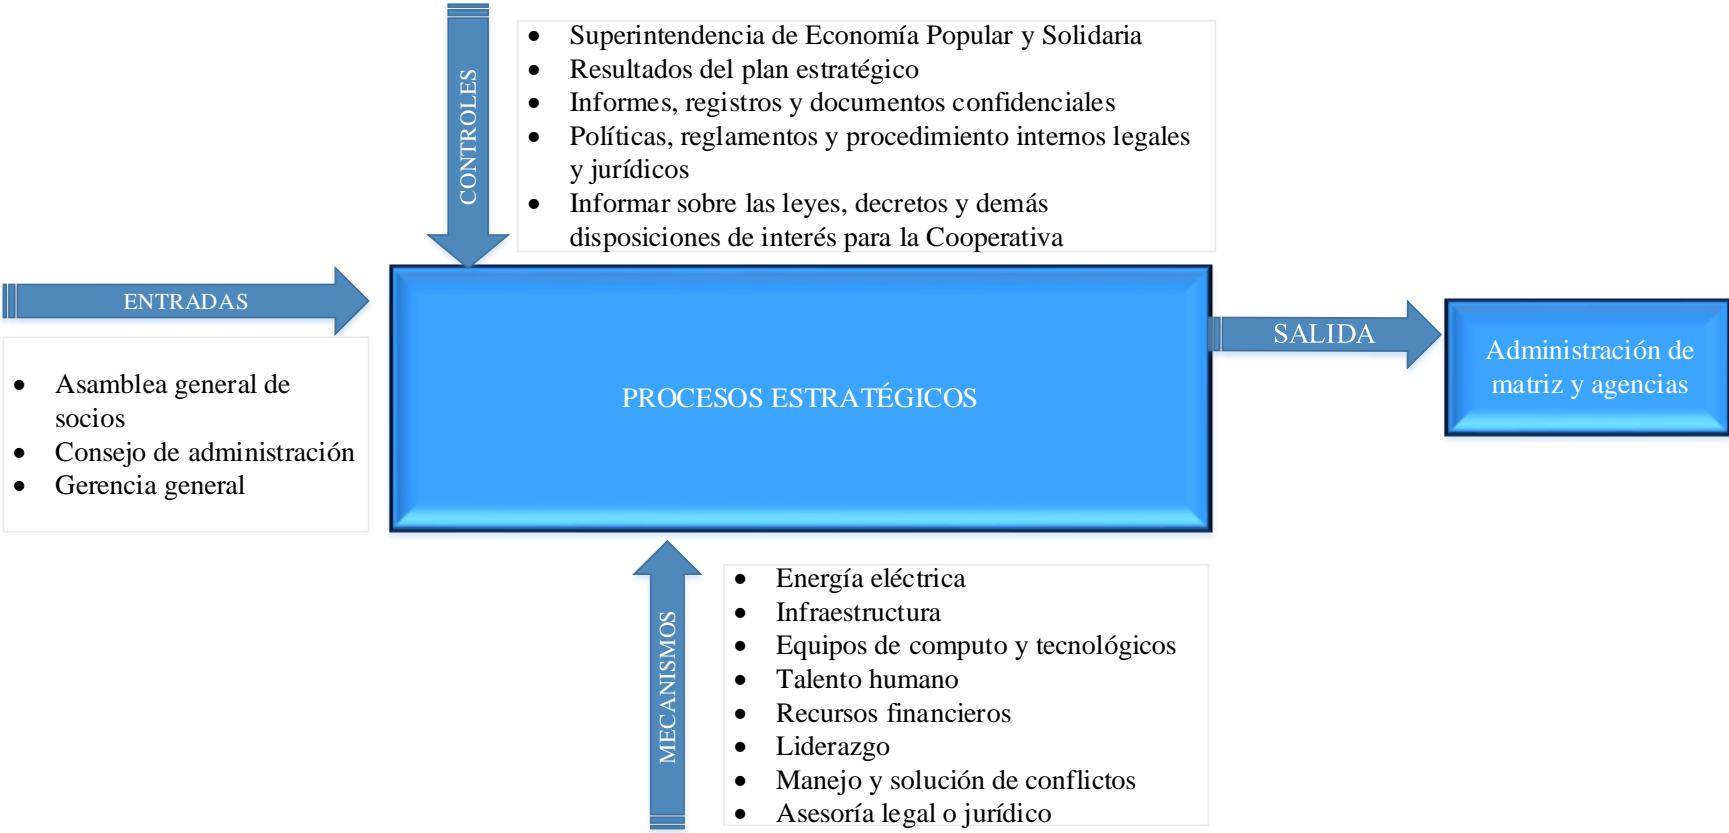 CONTROLES
• Superintendencia de Economía Popular y Solidaria
• Resultados del plan estratégico
• Informes, registros y documentos confidenciales
• Políticas, reglamentos y procedimiento internos legales
y jurídicos
• Informar sobre las leyes, decretos y demás
disposiciones de interés para la Cooperativa
ENTRADAS
• Asamblea general de
socios
• Consejo de administración
• Gerencia general
PROCESOS ESTRATÉGICOS
SALIDA
Administración de
matriz y agencias
MECANISMOS
• Energía eléctrica
• Infraestructura
• Equipos de computo y tecnológicos
• Talento humano
• Recursos financieros
• Liderazgo
• Manejo y solución de conflictos
• Asesoría legal o jurídico